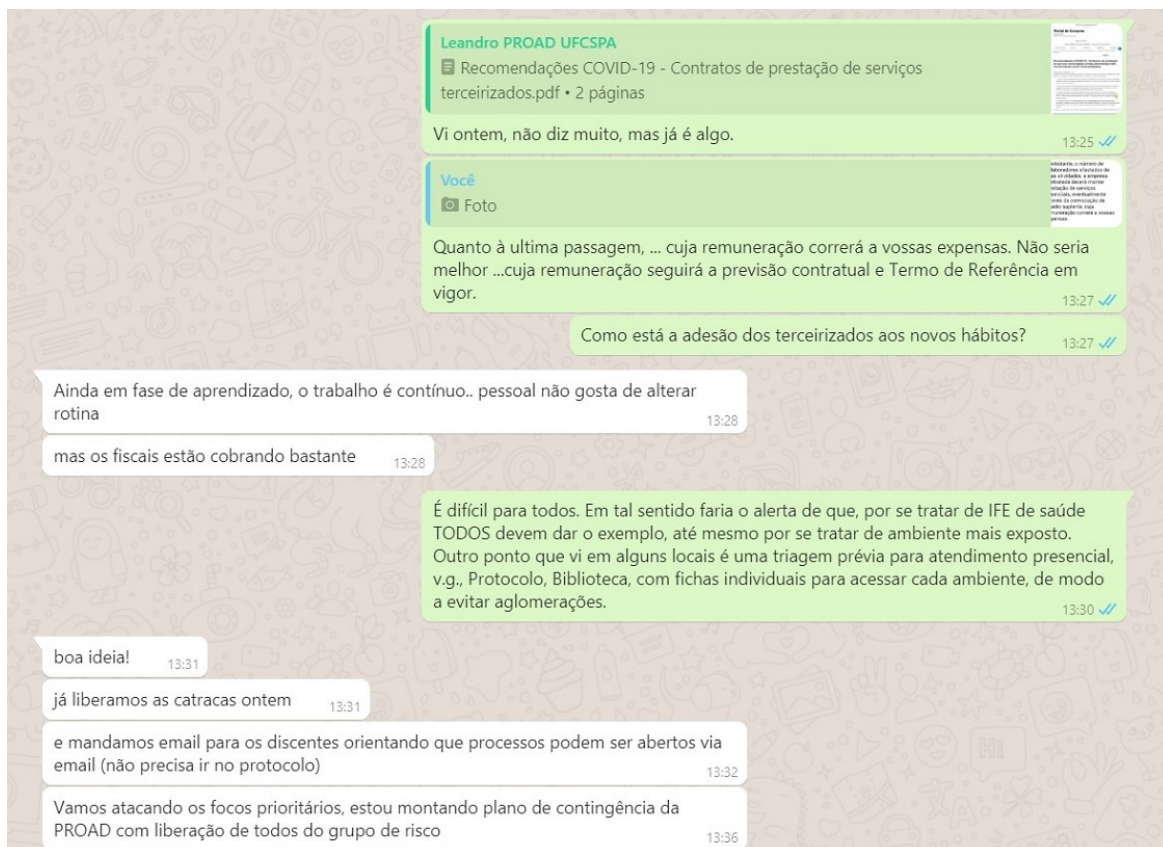 Leandro PROAD UFCSPA
Recomendações COVID-19 - Contratos de prestação de serviços
terceirizados.pdf • 2 páginas
Vi ontem, não diz muito, mas já é algo.
13:25
Você
Foto
Quanto à ultima passagem, ... cuja remuneração correrá a vossas expensas. Não seria
melhor ...cuja remuneração seguirá a previsão contratual e Termo de Referência em
vigor.
13:27
Como está a adesão dos terceirizados aos novos hábitos?
13:27
Ainda em fase de aprendizado, o trabalho é contínuo.. pessoal não gosta de alterar
rotina
13:28
mas os fiscais estão cobrando bastante
13:28
É difícil para todos. Em tal sentido faria o alerta de que, por se tratar de IFE de saúde
TODOS devem dar o exemplo, até mesmo por se tratar de ambiente mais exposto.
Outro ponto que vi em alguns locais é uma triagem prévia para atendimento presencial,
v.g., Protocolo, Biblioteca, com fichas individuais para acessar cada ambiente, de modo
a evitar aglomerações.
13:30
boa ideia!
13:31
já liberamos as catracas ontem
13:31
e mandamos email para os discentes orientando que processos podem ser abertos via
email (não precisa ir no protocolo)
13:32
Vamos atacando os focos prioritários, estou montando plano de contingência da
PROAD com liberação de todos do grupo de risco
13:36